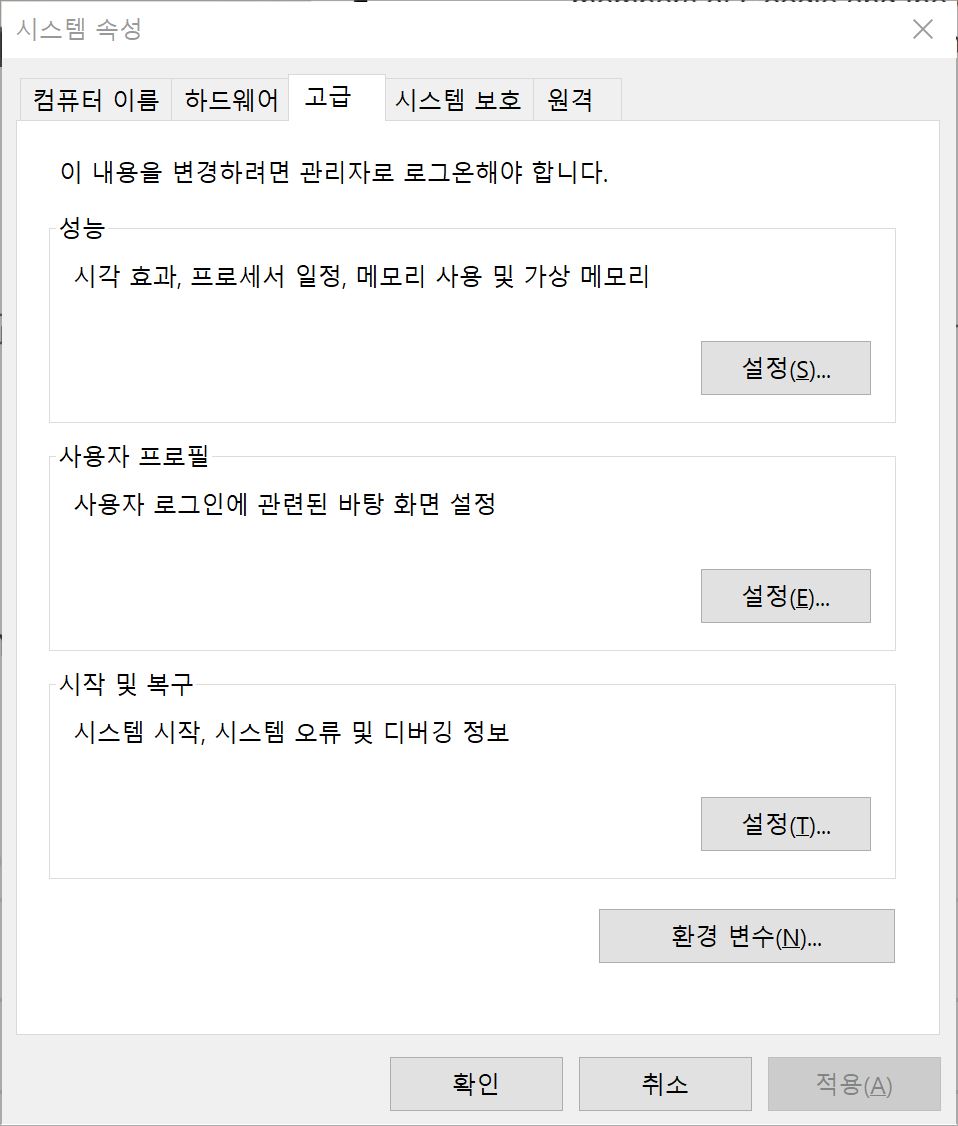 시스템 속성
컴퓨터 이름 하드웨어 고급 시스템 보호 원격
이 내용을 변경하려면 관리자로 로그온해야 합니다.
성능
시각 효과, 프로세서 일정, 메모리 사용 및 가상 메모리
설정(S)...
사용자 프로필
사용자 로그인에 관련된 바탕 화면 설정
설정(E)...
시작 및 복구
시스템 시작, 시스템 오류 및 디버깅 정보
설정(T)...
환경 변수(N)...
확인 취소 적용(A)